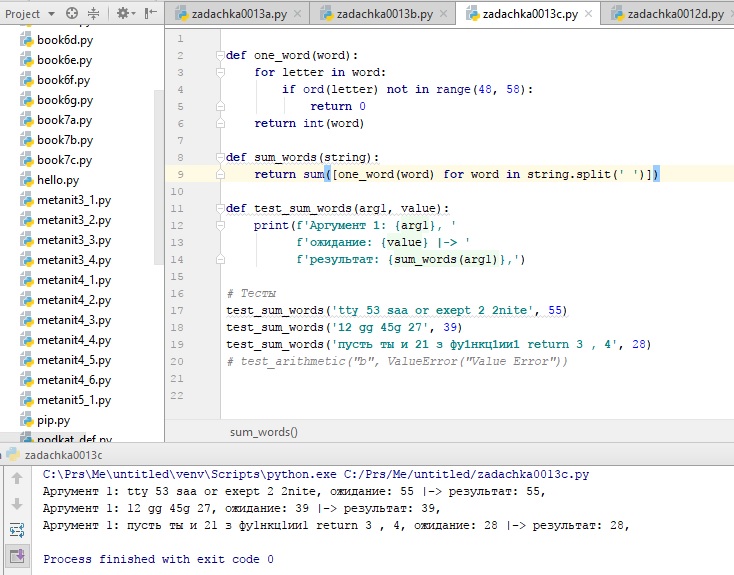 Project
zadachka0013a.py
zadachka0013b.py
zadachka0013c.py
zadachka0012d.py
book6d.py
book6e.py
book6f.py
book6g.py
book7a.py
book7b.py
book7c.py
hello.py
metanit3_1.py
metanit3_2.py
metanit3_3.py
metanit3_4.py
metanit4_1.py
metanit4_2.py
metanit4_3.py
metanit4_4.py
metanit4_5.py
metanit4_6.py
metanit5_1.py
pip.py
podkat_def.py
1
2 def one_word(word):
3 for letter in word:
4 if ord(letter) not in range(48, 58):
5 return 0
6 return int(word)
7
8 def sum_words(string):
9 return sum([one_word(word) for word in string.split(' ')])
10
11 def test_sum_words(arg1, value):
12 print(f'Аргумент 1: {arg1}, '
13 f'ожидание: {value} |-> '
14 f'результат: {sum_words(arg1)},')
15
16 # Тесты
17 test_sum_words('tty 53 saa or exept 2 2nite', 55)
18 test_sum_words('12 gg 45g 27', 39)
19 test_sum_words('пусть ты и 21 з фу1нкц1ии1 return 3 , 4', 28)
20 # test_arithmetic("b", ValueError("Value Error"))
21
22
sum_words()
zadachka0013c
C:\Prs\Me\untitled\venv\Scripts\python.exe C:/Prs/Me/untitled/zadachka0013c.py
Аргумент 1: tty 53 saa or exept 2 2nite, ожидание: 55 |-> результат: 55,
Аргумент 1: 12 gg 45g 27, ожидание: 39 |-> результат: 39,
Аргумент 1: пусть ты и 21 з фу1нкц1ии1 return 3 , 4, ожидание: 28 |-> результат: 28,
Process finished with exit code 0